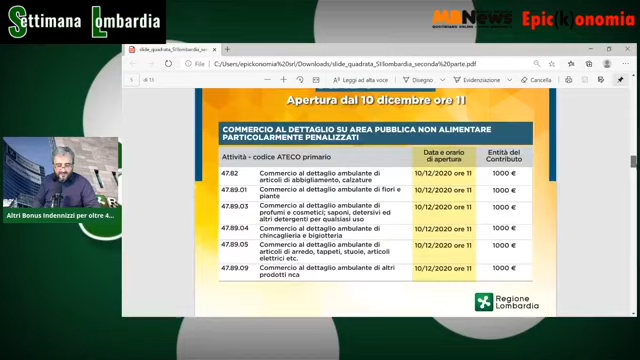 Settimana Lombardia
MBNews
Epic(k)onomia
slide_quadrata_SIlombardia_seco
File
C:/Users/epickonomia%20srl/Downloads/slide_quadrata_SIlombardia_seconda%20parte.pdf
5 di 13
Leggi ad alta voce
Disegno
Evidenziazione
Cancella
Apertura dal 10 dicembre ore 11
COMMERCIO AL DETTAGLIO SU AREA PUBBLICA NON ALIMENTARE
PARTICOLARMENTE PENALIZZATI
Attività - codice ATECO primario
Data e orario
di apertura
Entità del
Contributo
47.82 Commercio al dettaglio ambulante di
articoli di abbigliamento, calzature
10/12/2020 ore 11 1000 €
47.89.01 Commercio al dettaglio ambulante di fiori e
piante
10/12/2020 ore 11 1000 €
47.89.03 Commercio al dettaglio ambulante di
profumi e cosmetici; saponi, detersivi ed
altri detergenti per qualsiasi uso
10/12/2020 ore 11 1000 €
47.89.04 Commercio al dettaglio ambulante di
chincaglieria e bigiotteria
10/12/2020 ore 11 1000 €
47.89.05 Commercio al dettaglio ambulante di
articoli di arredo, tappeti, stuoie, articoli
elettrici etc.
10/12/2020 ore 11 1000 €
47.89.09 Commercio al dettaglio ambulante di altri
prodotti nca
10/12/2020 ore 11 1000 €
Regione
Lombardia
Altri Bonus Indennizzi per oltre 4...